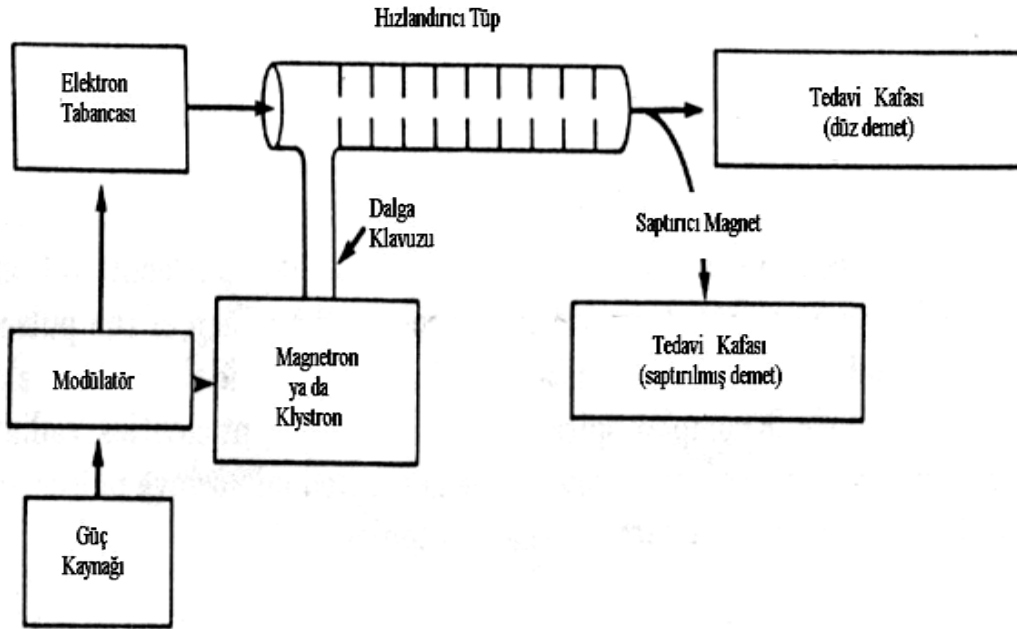 Hızlandırıcı Tüp
Elektron
Tabancası
Tedavi Kafası
(düz demet)
Dalga
Klavuzu
Saptırıcı Magnet
Modülatör
Magnetron
ya da
Klystron
Tedavi Kafası
(saptırılmış demet)
Güç
Kaynağı